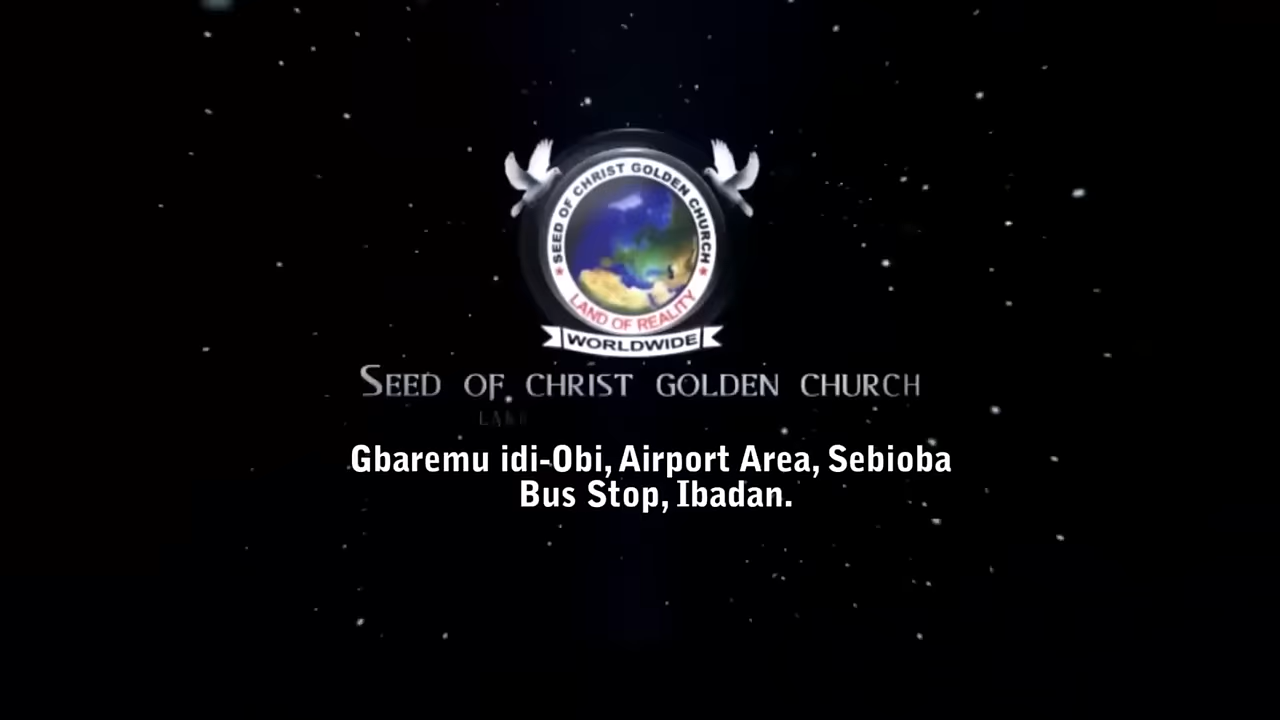 SEED OF CHRIST GOLDEN CHURCH
LAND OF REALITY
WORLDWIDE
SEED OF CHRIST GOLDEN CHURCH
Gbaremu idi-Obi, Airport Area, Sebioba
Bus Stop, Ibadan.